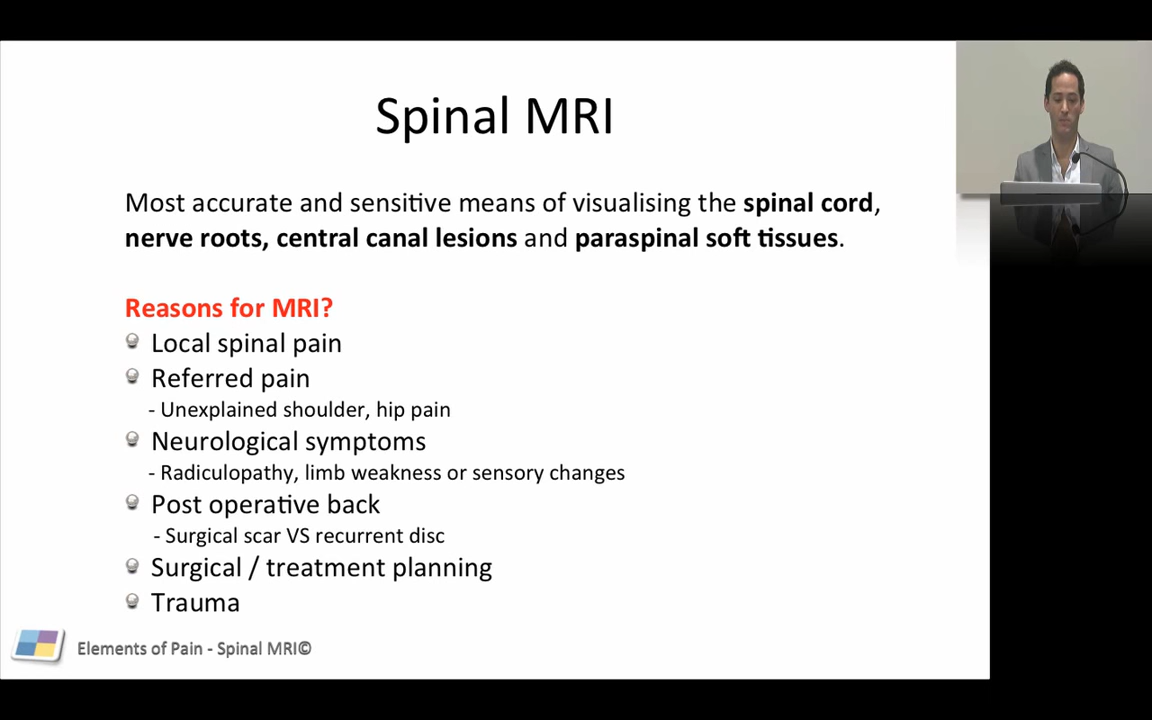 Spinal MRI
Most accurate and sensitive means of visualising the spinal cord,
nerve roots, central canal lesions and paraspinal soft tissues.
Reasons for MRI?
Local spinal pain
Referred pain
- Unexplained shoulder, hip pain
Neurological symptoms
- Radiculopathy, limb weakness or sensory changes
Post operative back
- Surgical scar VS recurrent disc
Surgical / treatment planning
Trauma
Elements of Pain - Spinal MRI©